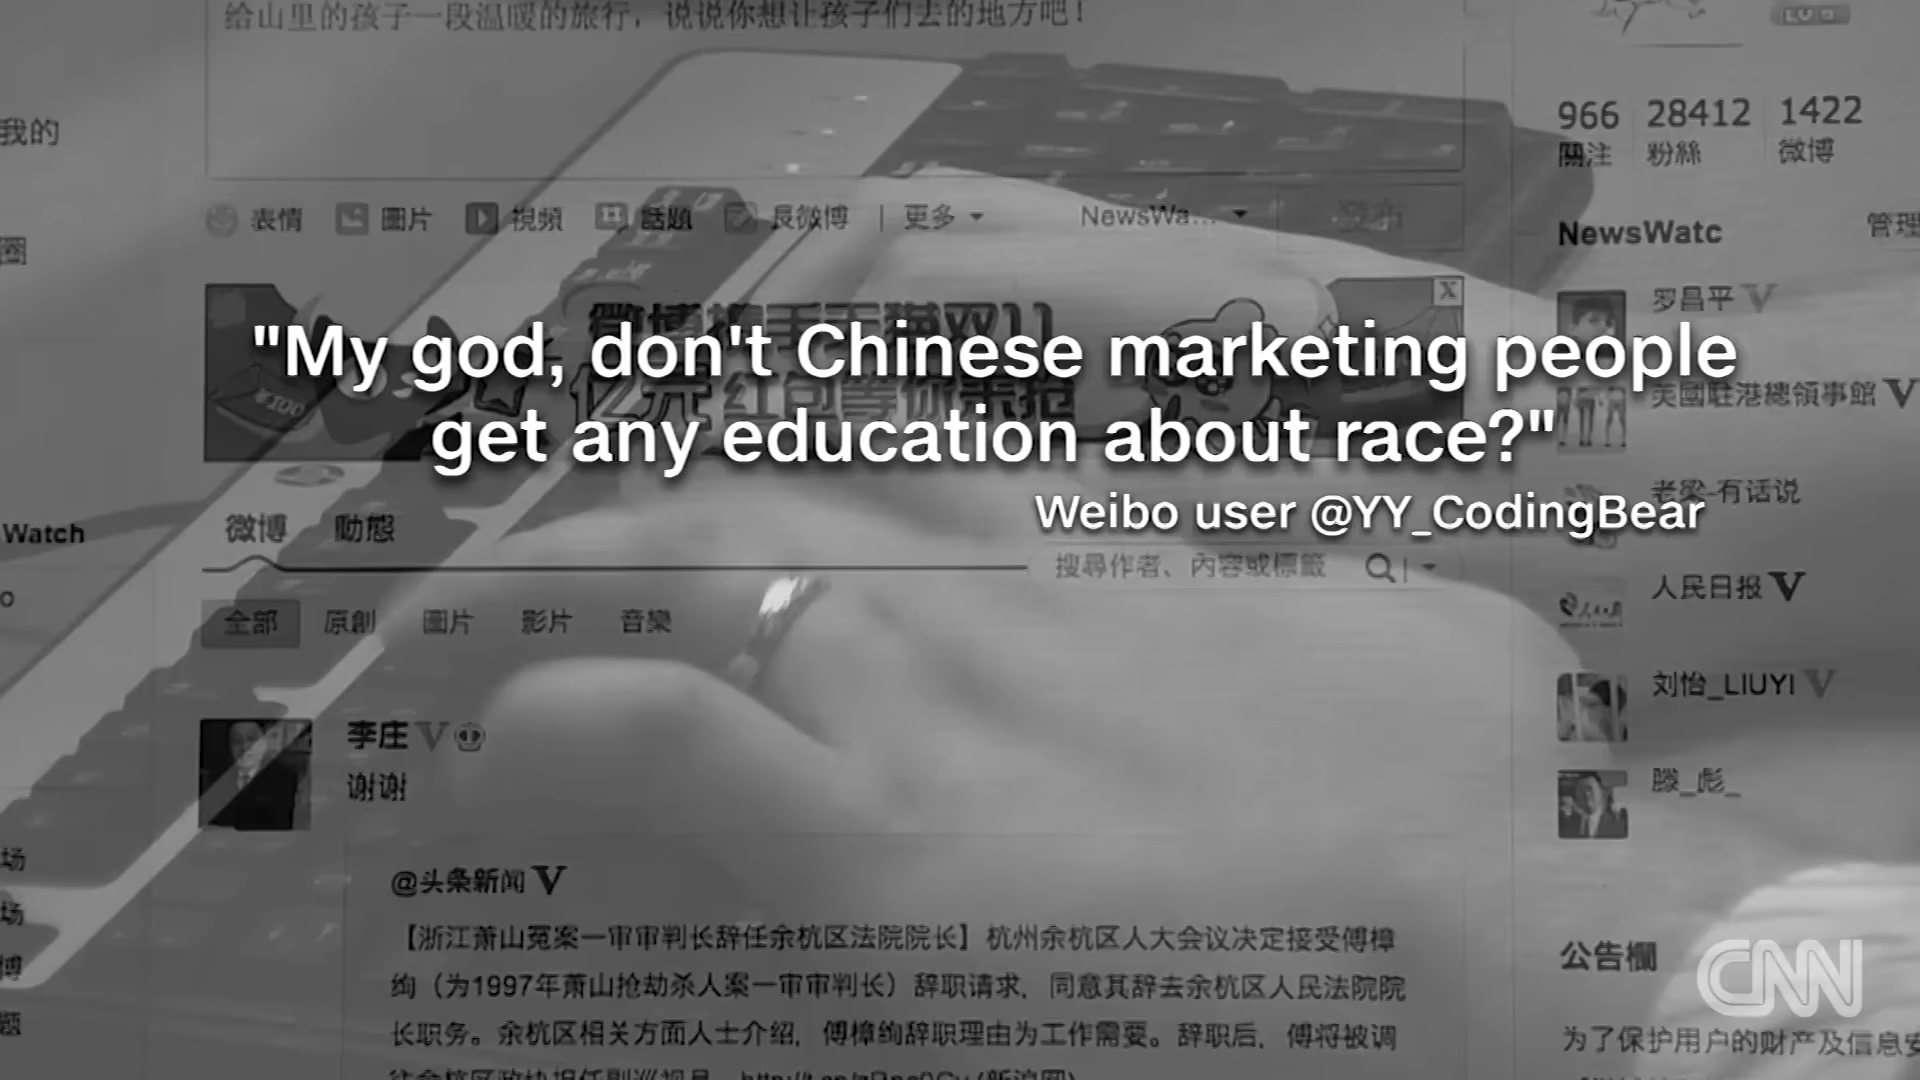 给山里的孩子一段温暖的旅行，说说你想让孩子们去的地方吧！
我的
966 28412 1422
關注 粉絲 微博
表情 圖片 視頻 話題 長微博 | 更多 NewsWa...
NewsWatc 管理
圈
罗昌平 V
"My god, don't Chinese marketing people
get any education about race?"
美國駐港總領事館 V
Weibo user @YY_CodingBear
老梁-有话说
Watch
微博 動態
搜尋作者、內容或標籤
人民日报 V
全部 原創 圖片 影片 音樂
刘怡_LIUYI V
李庄 V
谢谢
滕_彪_
场
@头条新闻 V
场
【浙江萧山冤案一审审判长辞任余杭区法院院长】杭州余杭区人大会议决定接受傅樟
公告欄
CNN
博
绚（为1997年萧山抢劫杀人案一审审判长）辞职请求，同意其辞去余杭区人民法院院
题
长职务。余杭区相关方面人士介绍，傅樟绚辞职理由为工作需要。辞职后，傅将被调
为了保护用户的财产及信息安